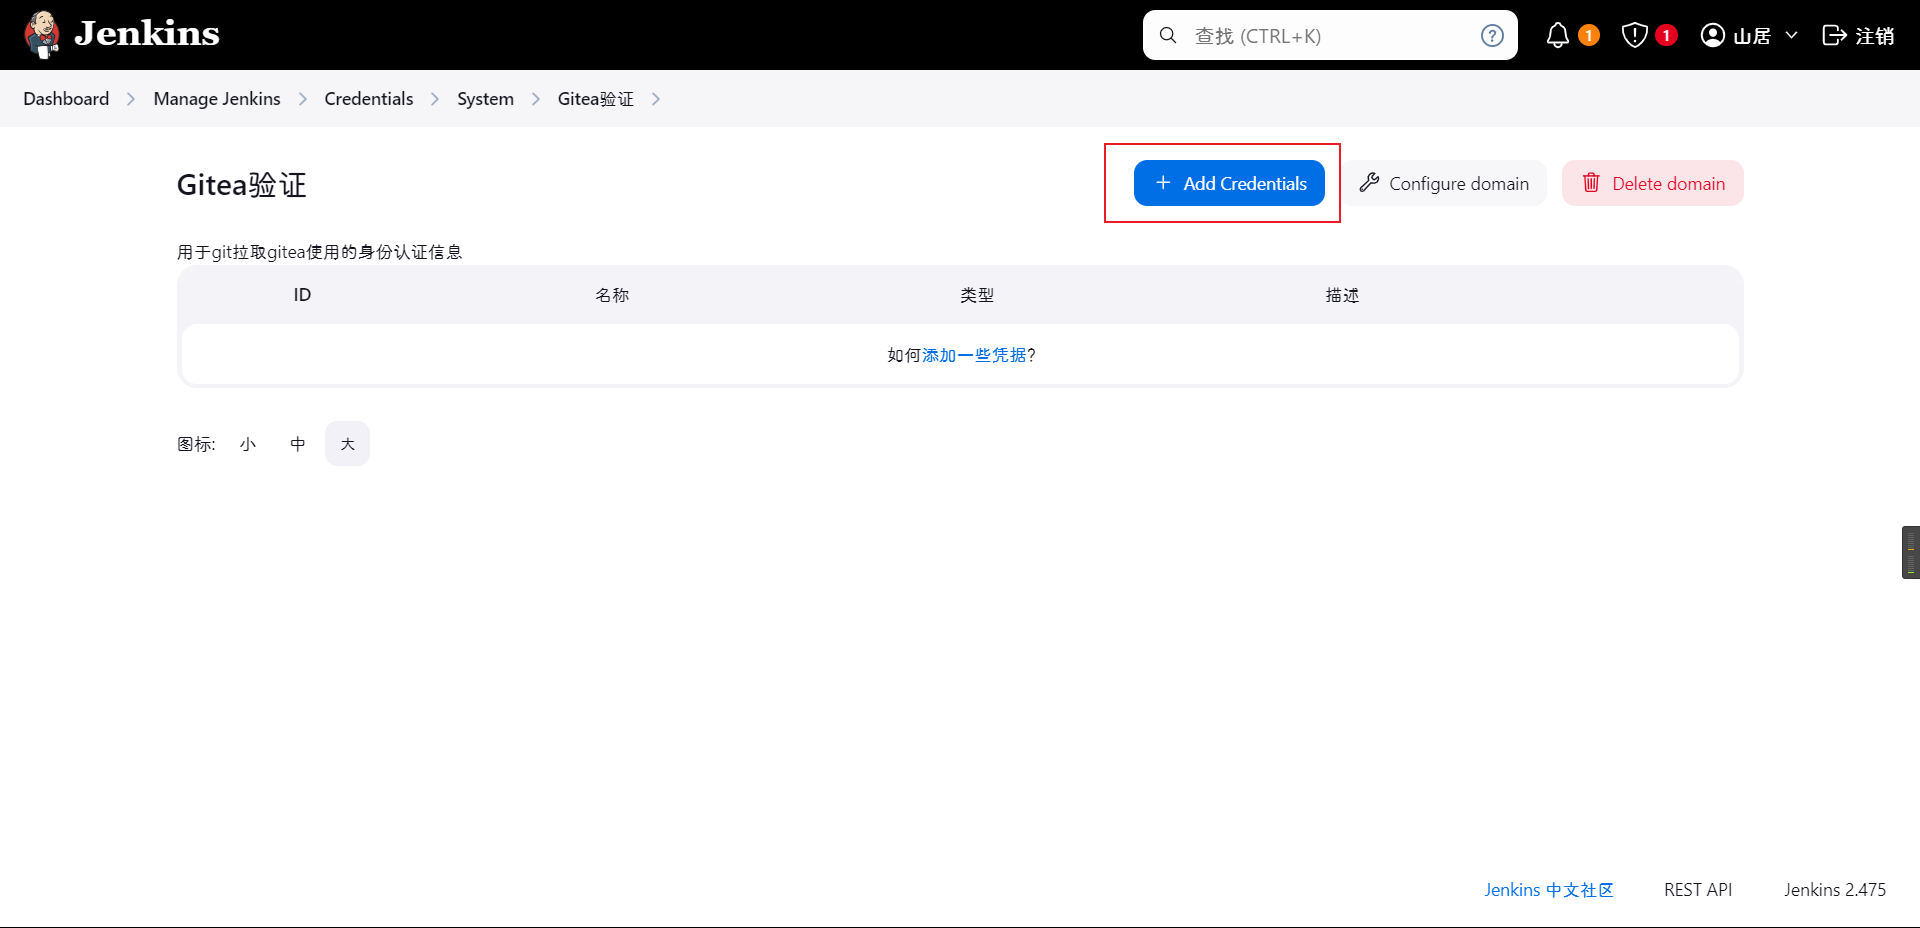 Jenkins
查找 (CTRL+K)
?
1
1
山居
注销
Dashboard
Manage Jenkins
Credentials
System
Gitea验证
Gitea验证
+ Add Credentials
Configure domain
Delete domain
用于git拉取gitea使用的身份认证信息
ID 名称 类型 描述
如何添加一些凭据?
图标: 小 中 大
Jenkins 中文社区
REST API
Jenkins 2.475